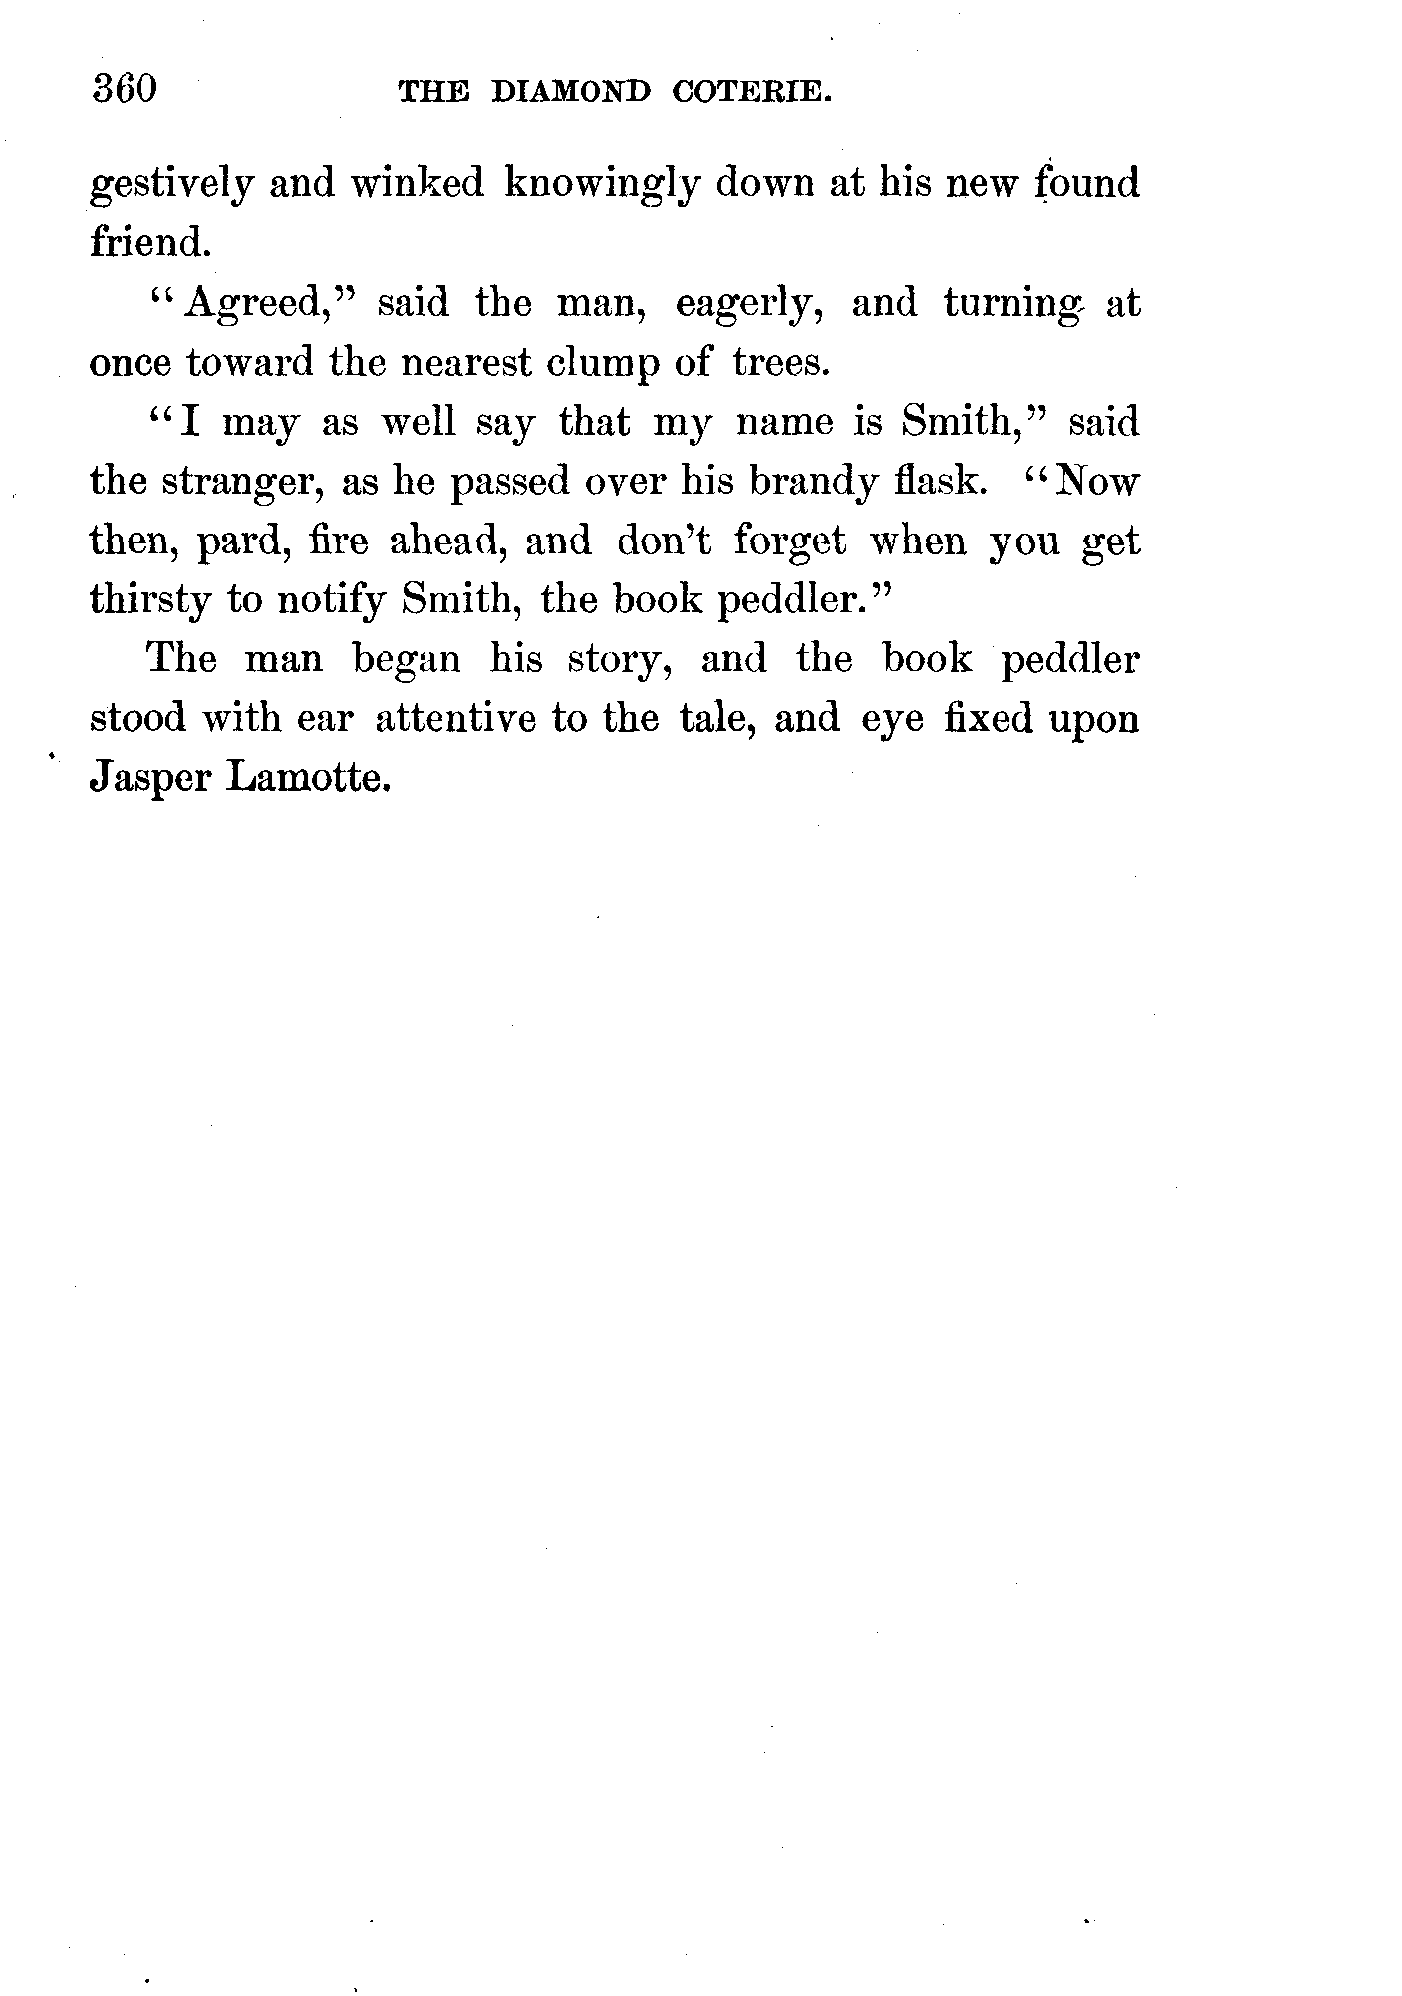 360 THE DIAMOND COTERIE.
gestively and winked knowingly down at his new found
friend.
“Agreed,” said the man, eagerly, and turning at
once toward the nearest clump of trees.
“I may as well say that my name is Smith,” said
the stranger, as he passed over his brandy flask. “Now
then, pard, fire ahead, and don’t forget when you get
thirsty to notify Smith, the book peddler.”
The man began his story, and the book peddler
stood with ear attentive to the tale, and eye fixed upon
Jasper Lamotte.